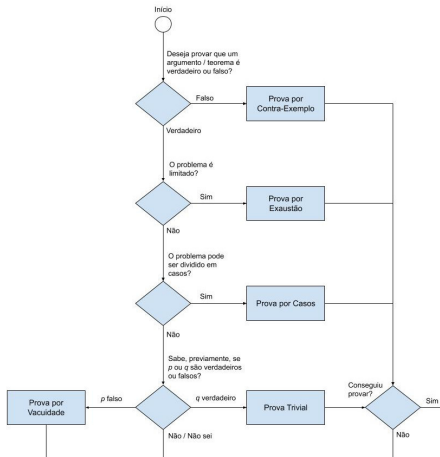 Início
Deseja provar que um
argumento / teorema é
verdadeiro ou falso?
Falso
Prova por
Contra-Exemplo
Verdadeiro
O problema é
limitado?
Sim
Prova por
Exaustão
Não
O problema pode
ser dividido em
casos?
Sim
Prova por Casos
Não
Sabe, previamente, se
p ou q são verdadeiros
ou falsos?
Prova por
Vacuidade
p falso
q verdadeiro
Prova Trivial
Conseguiu
provar?
Sim
Não / Não sei
Não